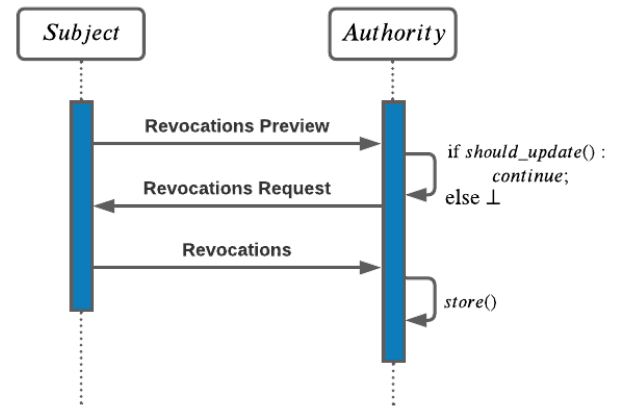 Subject
Authority
Revocations Preview
if should_update() :
continue;
else ⊥
Revocations Request
Revocations
store()